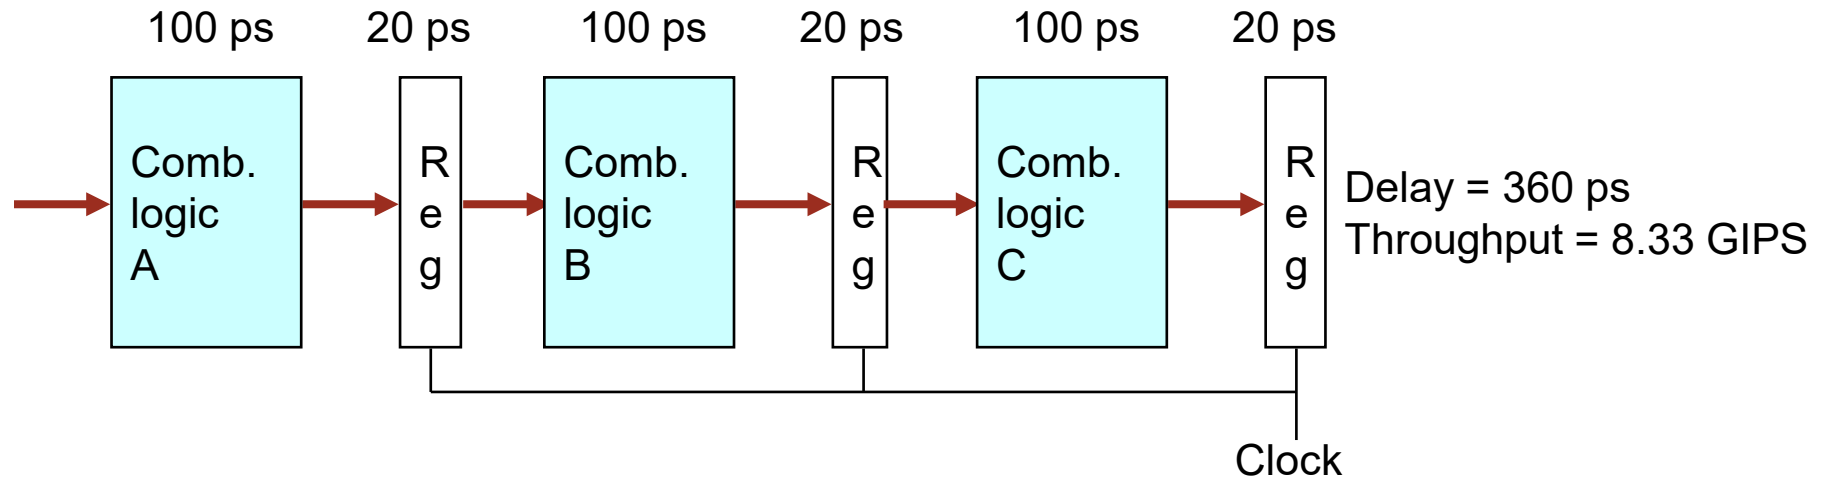 100 ps
20 ps
100 ps
20 ps
100 ps
20 ps
Comb.
logic
A
R
e
g
Comb.
logic
B
R
e
g
Comb.
logic
C
R
e
g
Delay = 360 ps
Throughput = 8.33 GIPS
Clock